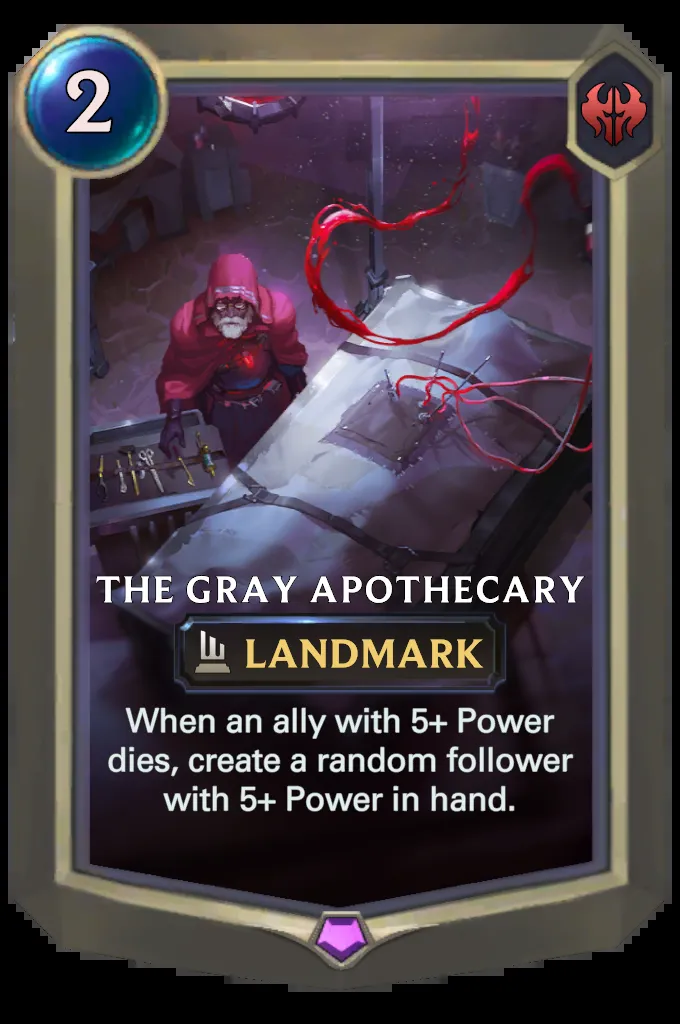 2
THE GRAY APOTHECARY
LANDMARK
When an ally with 5+ Power
dies, create a random follower
with 5+ Power in hand.